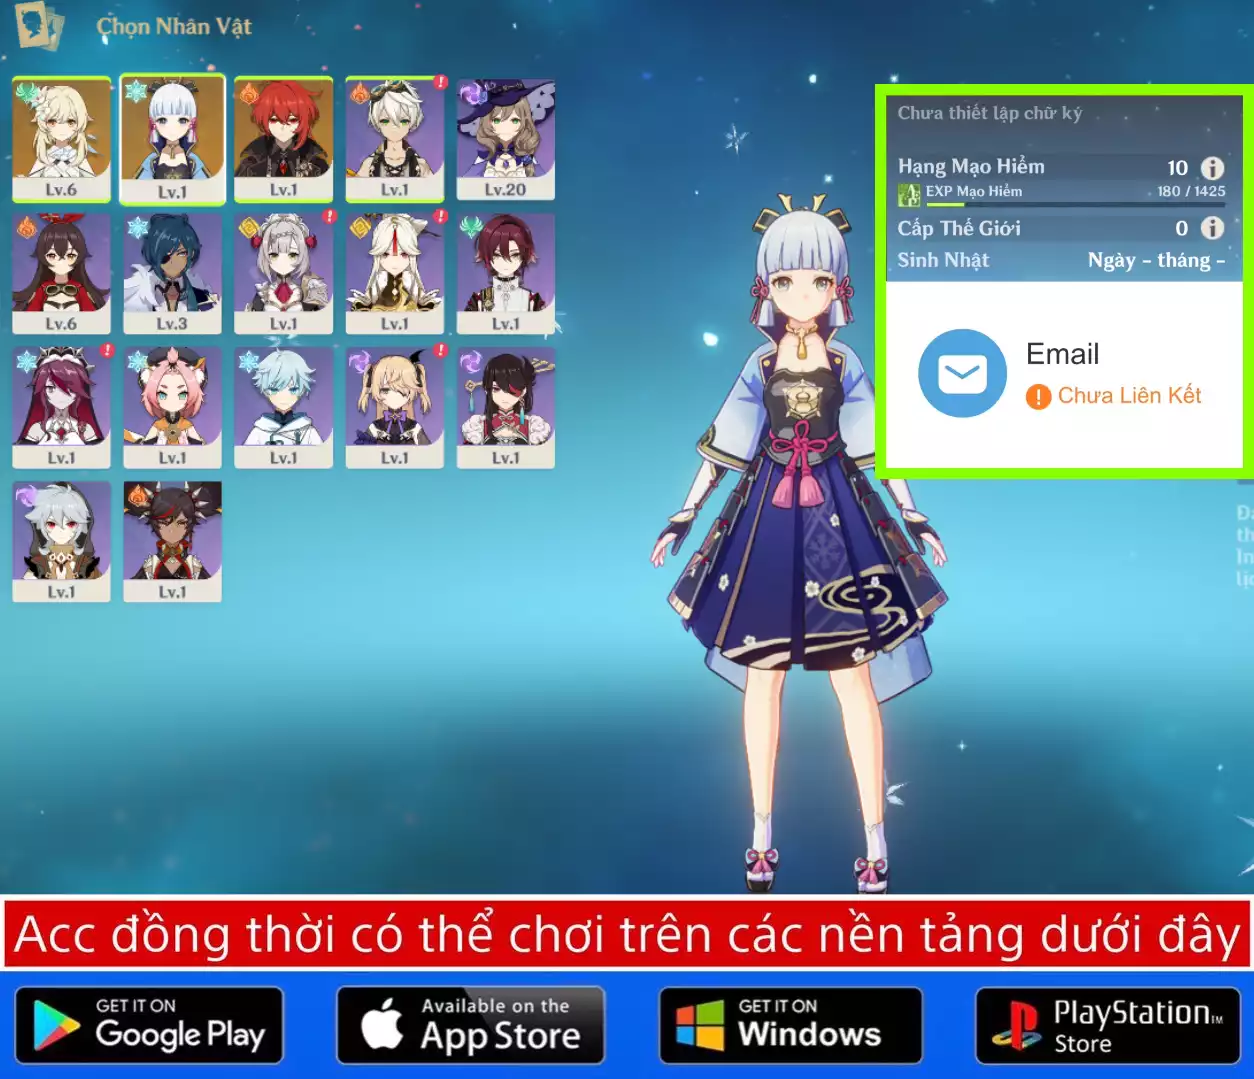 Chọn Nhân Vật
Lv.6
Lv.1
Lv.1
Lv.1
Lv.20
Lv.6
Lv.3
Lv.1
Lv.1
Lv.1
Lv.1
Lv.1
Lv.1
Lv.1
Lv.1
Lv.1
Lv.1
Chưa thiết lập chữ ký
Hạng Mạo Hiểm 10
EXP Mạo Hiểm 180 / 1425
Cấp Thế Giới 0
Sinh Nhật Ngày - tháng -
Email
Chưa Liên Kết
Acc đồng thời có thể chơi trên các nền tảng dưới đây
GET IT ON
Google Play
Available on the
App Store
GET IT ON
Windows
PlayStation™
Store